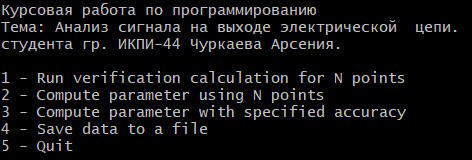 Курсовая работа по программированию
Тема: Анализ сигнала на выходе электрической  цепи.
студента гр. ИКПИ-44 Чуркаева Арсения.

1 - Run verification calculation for N points
2 - Compute parameter using N points
3 - Compute parameter with specified accuracy
4 - Save data to a file
5 - Quit